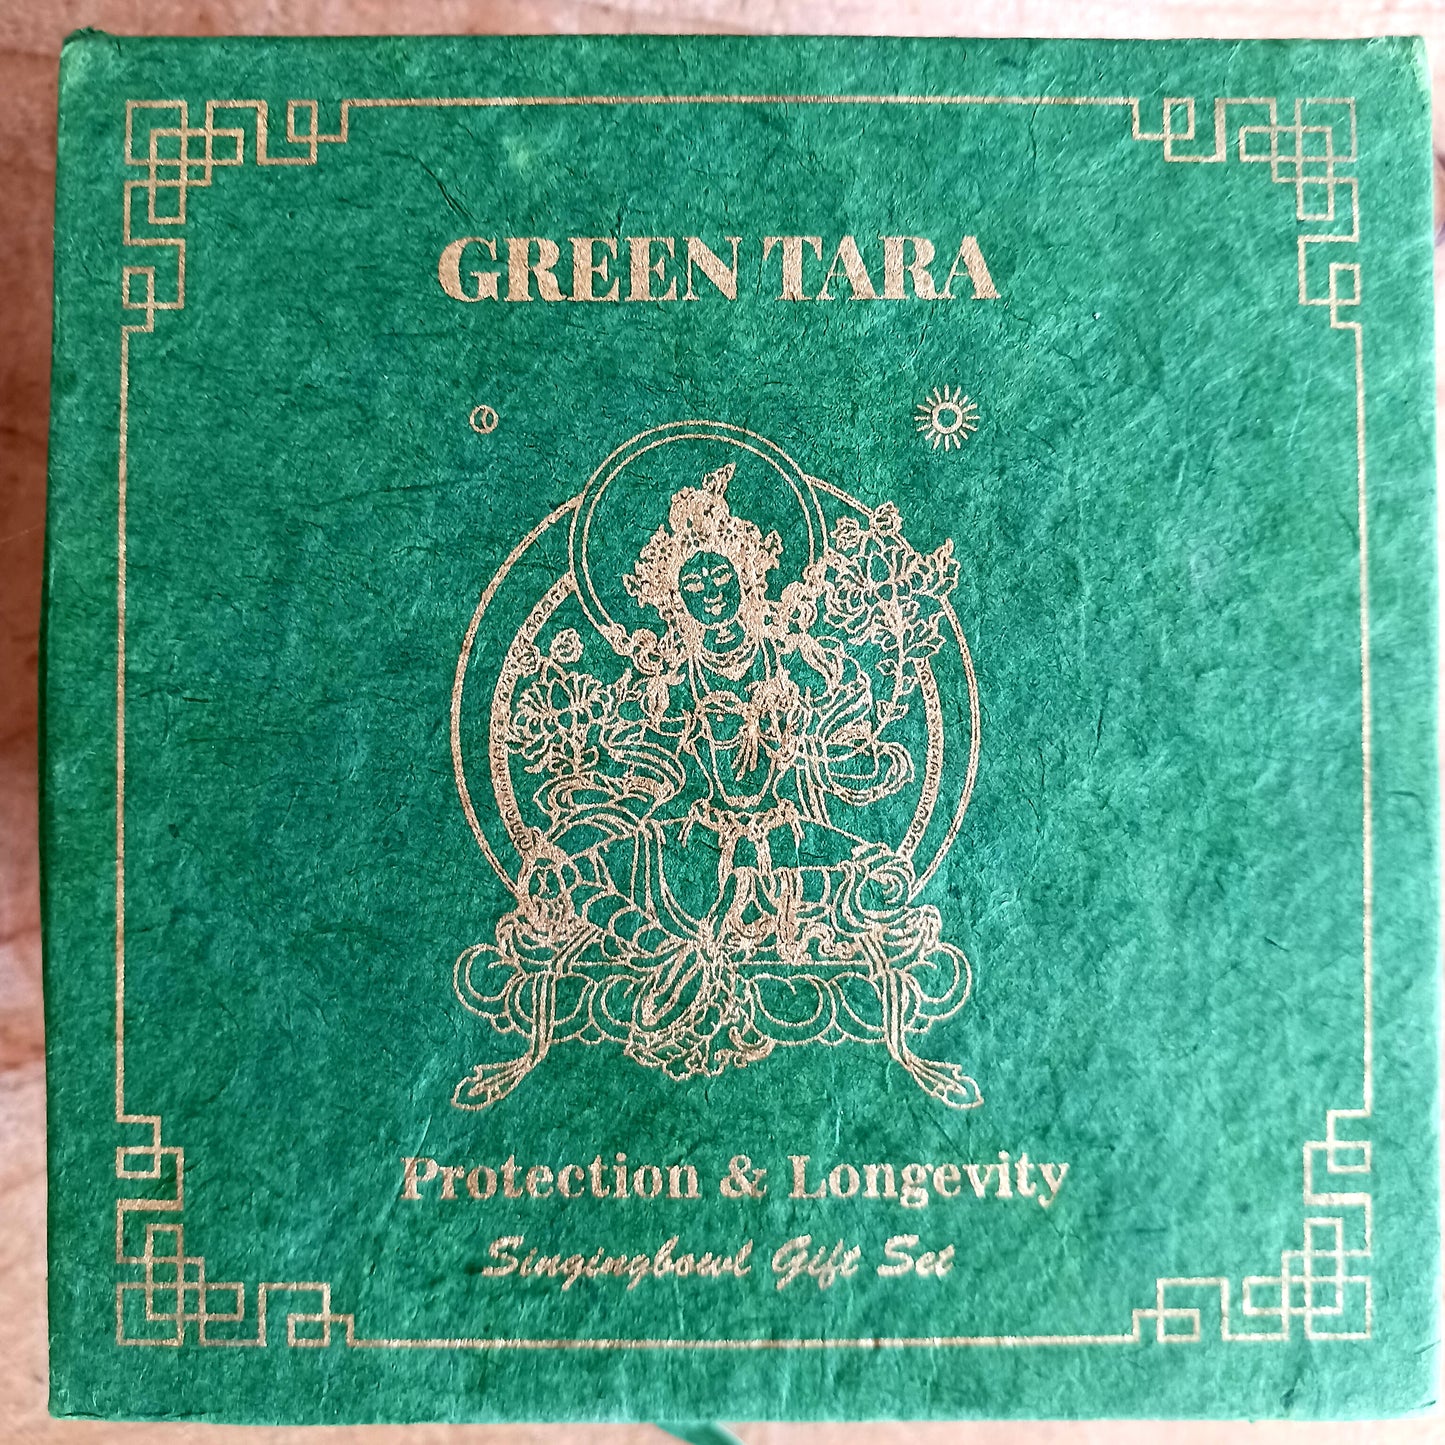 GREEN TARA
Protection & Longevity
Singingbowl Gift Set